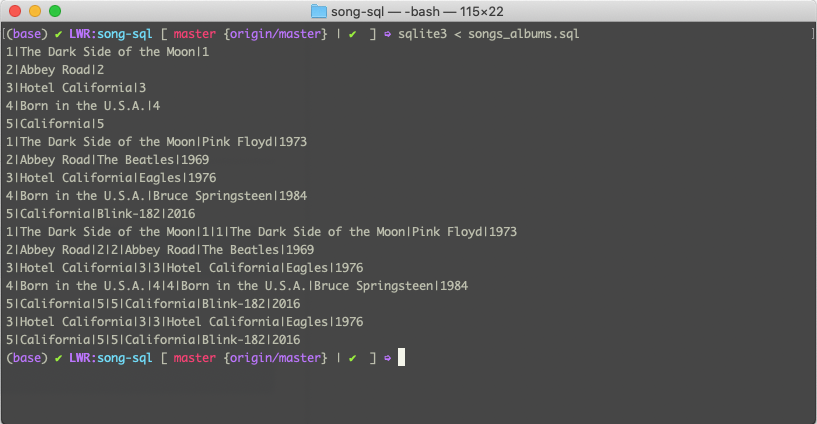 song-sql — -bash — 115×22
(base) ✔ LWR:song-sql [ master {origin/master} | ✔ ] ➭ sqlite3 < songs_albums.sql
1|The Dark Side of the Moon|1
2|Abbey Road|2
3|Hotel California|3
4|Born in the U.S.A.|4
5|California|5
1|The Dark Side of the Moon|Pink Floyd|1973
2|Abbey Road|The Beatles|1969
3|Hotel California|Eagles|1976
4|Born in the U.S.A.|Bruce Springsteen|1984
5|California|Blink-182|2016
1|The Dark Side of the Moon|1|1|The Dark Side of the Moon|Pink Floyd|1973
2|Abbey Road|2|2|Abbey Road|The Beatles|1969
3|Hotel California|3|3|Hotel California|Eagles|1976
4|Born in the U.S.A.|4|4|Born in the U.S.A.|Bruce Springsteen|1984
5|California|5|5|California|Blink-182|2016
3|Hotel California|3|3|Hotel California|Eagles|1976
5|California|5|5|California|Blink-182|2016
(base) ✔ LWR:song-sql [ master {origin/master} | ✔ ] ➭